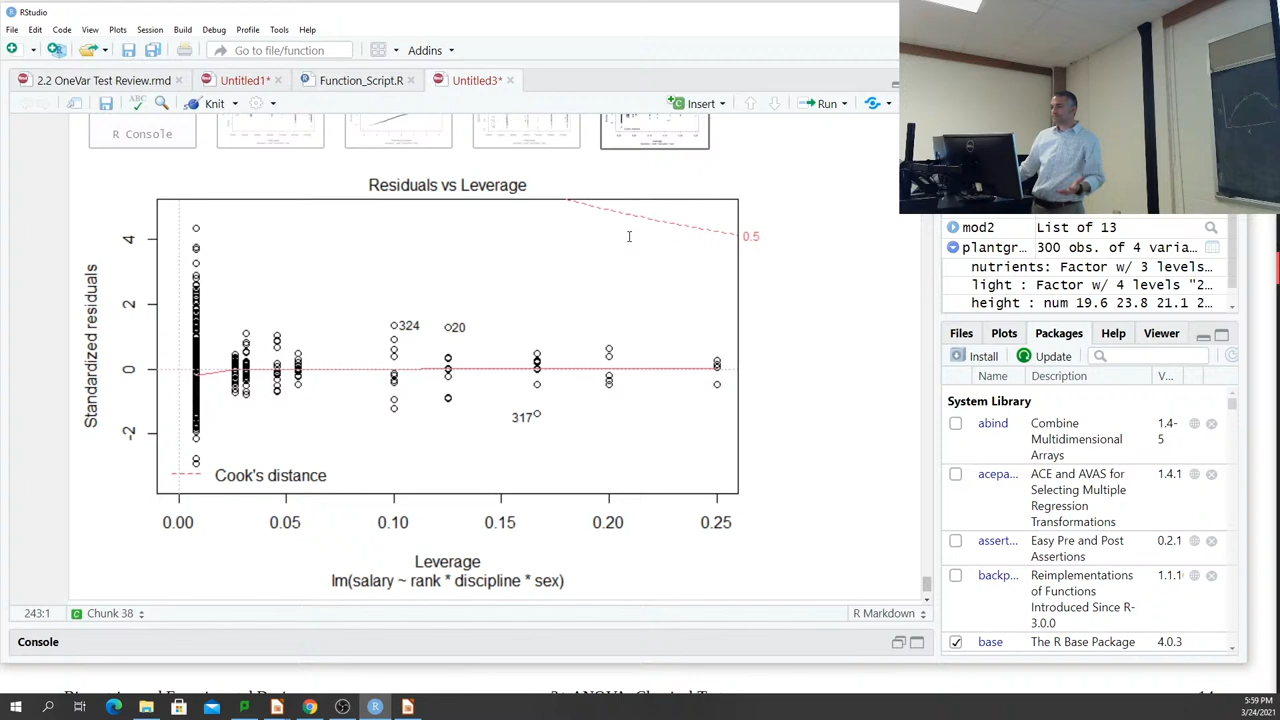 RStudio
File Edit Code View Plots Session Build Debug Profile Tools Help
Go to file/function Addins
2.2 OneVar Test Review.rmd Untitled1* Function_Script.R Untitled3*
ABC Knit Insert Run
R Console
Residuals vs Leverage
Standardized residuals
4
2
0
-2
0.5
324
20
317
Cook's distance
0.00 0.05 0.10 0.15 0.20 0.25
Leverage
lm(salary ~ rank * discipline * sex)
243:1 Chunk 38 R Markdown
Console
mod2 List of 13
plantgr… 300 obs. of 4 varia…
nutrients: Factor w/ 3 levels…
light : Factor w/ 4 levels "2…
height : num 19.6 23.8 21.1 2
Files Plots Packages Help Viewer
Install Update
Name Description V…
System Library
abind Combine Multidimensional Arrays 1.4-5
acepa… ACE and AVAS for Selecting Multiple Regression Transformations 1.4.1
assert… Easy Pre and Post Assertions 0.2.1
backp… Reimplementations of Functions Introduced Since R-3.0.0 1.1.1
base The R Base Package 4.0.3
5:59 PM
3/24/2021